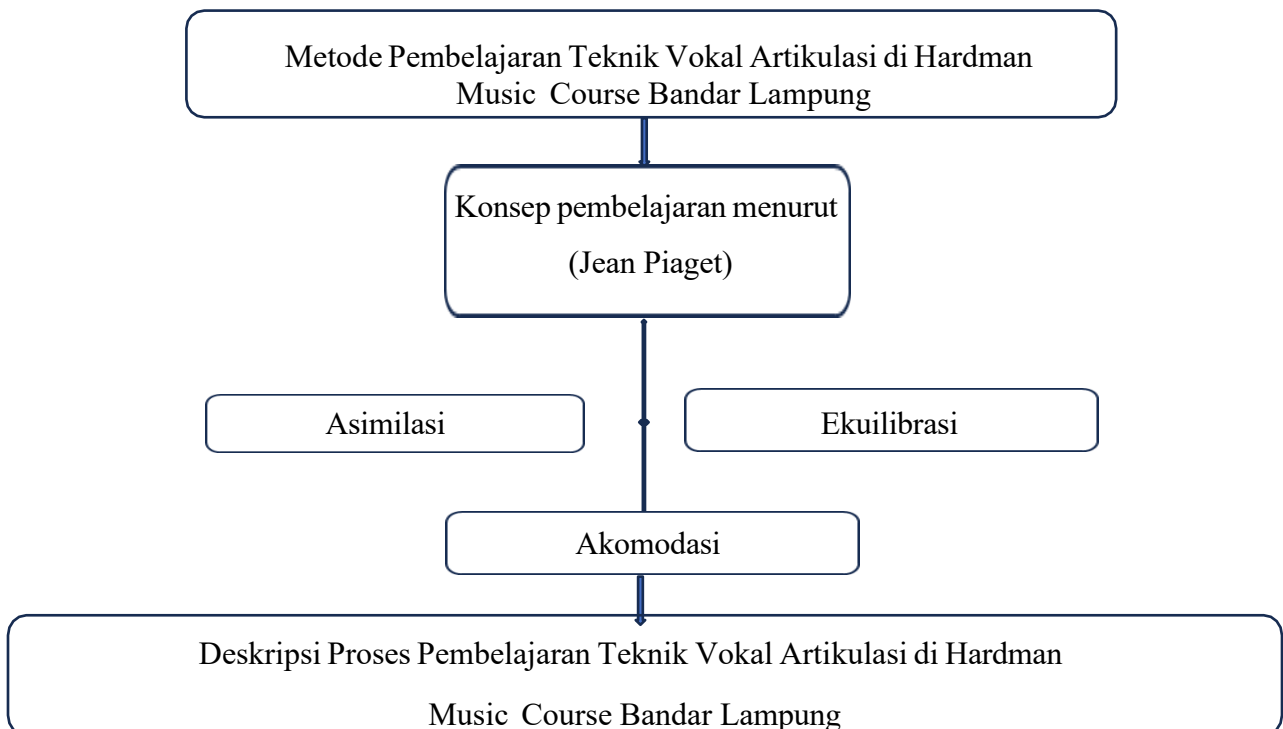 Metode Pembelajaran Teknik Vokal Artikulasi di Hardman
Music Course Bandar Lampung
Konsep pembelajaran menurut
(Jean Piaget)
Asimilasi
Ekuilibrasi
Akomodasi
Deskripsi Proses Pembelajaran Teknik Vokal Artikulasi di Hardman
Music Course Bandar Lampung